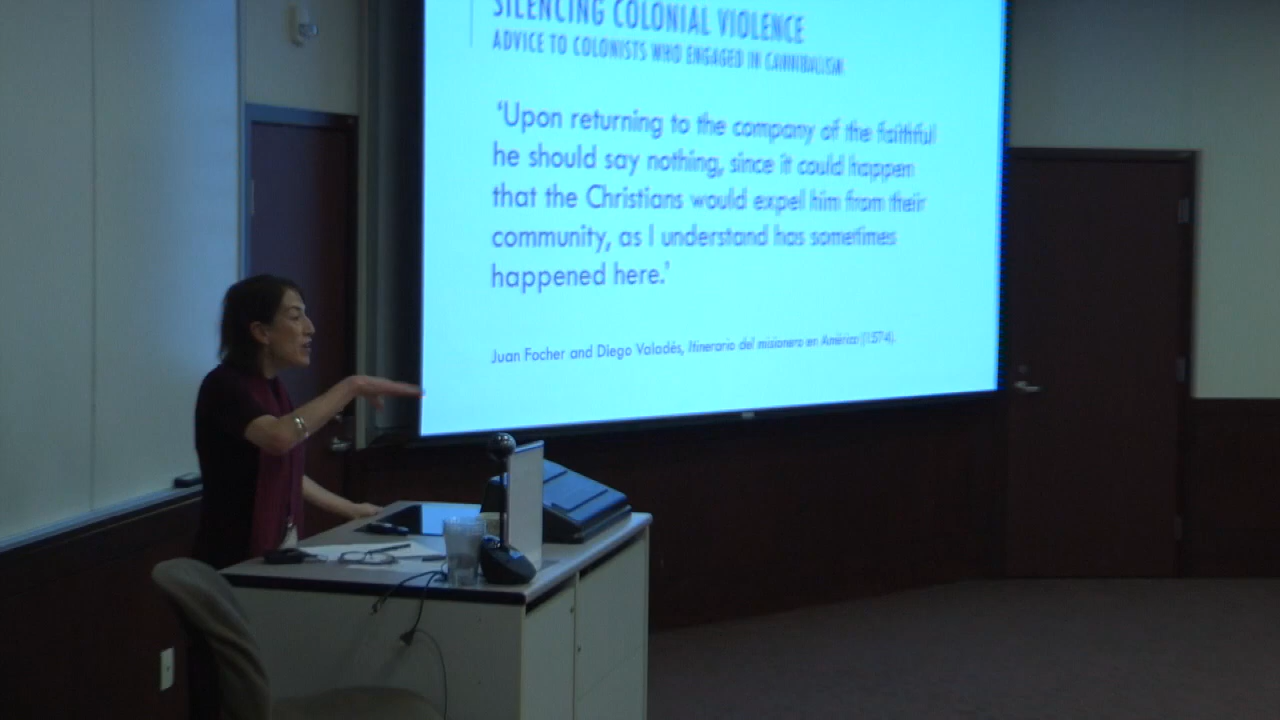 SILENCING COLONIAL VIOLENCE
ADVICE TO COLONISTS WHO ENGAGED IN CANNIBALISM
'Upon returning to the company of the faithful
he should say nothing, since it could happen
that the Christians would expel him from their
community, as I understand has sometimes
happened here.'
Juan Focher and Diego Valadés, Itinerario del misionero en América (1574).